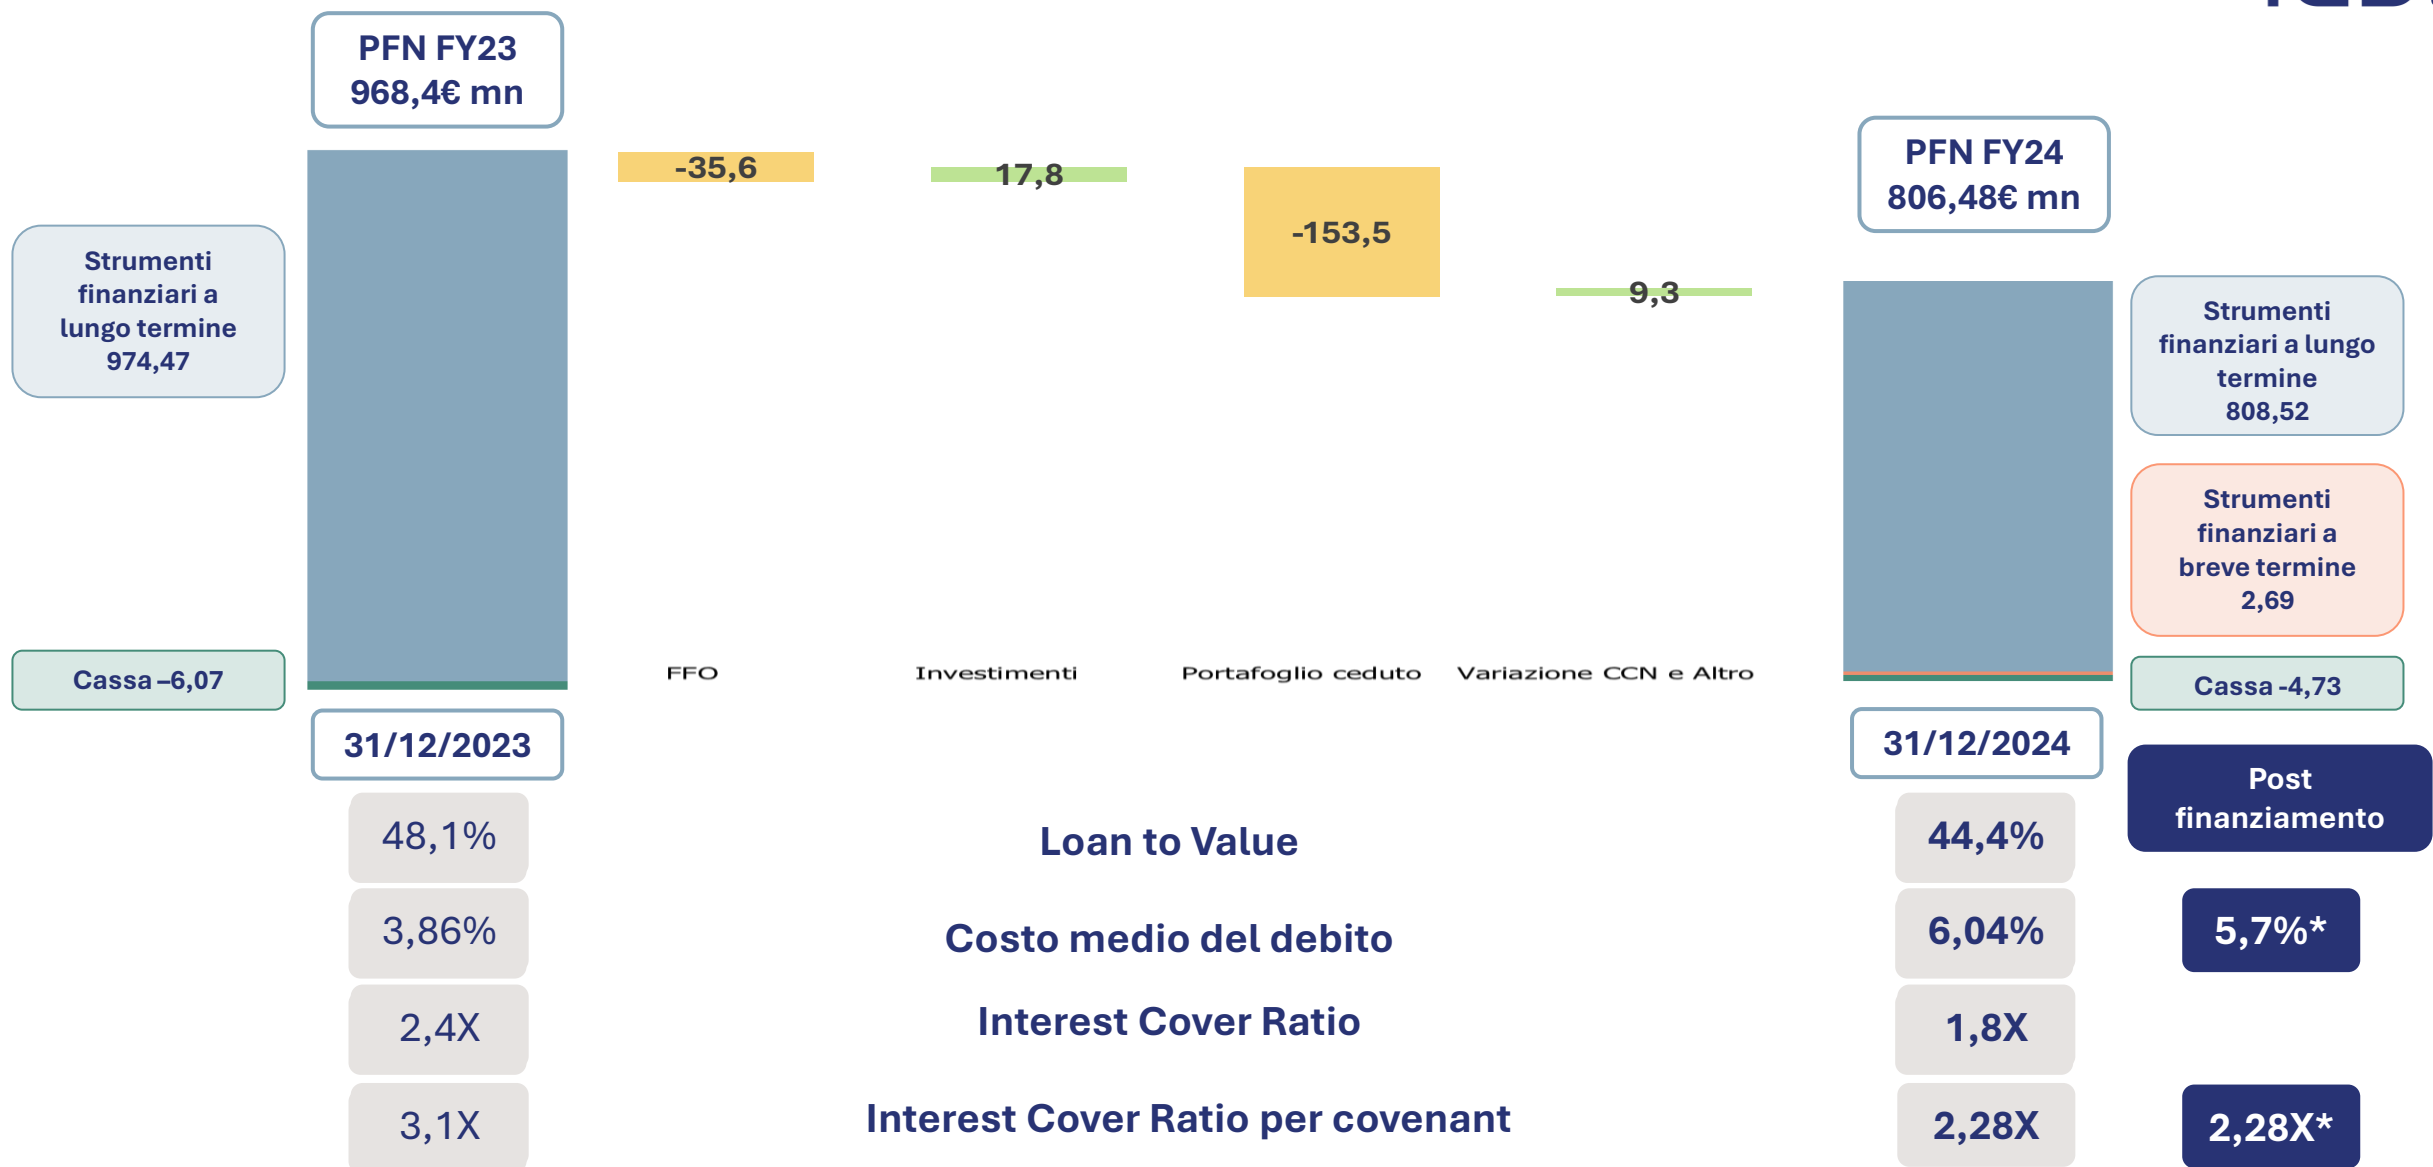 PFN FY23
968,4€ mn
PFN FY24
806,48€ mn
-35,6
17,8
-153,5
9,3
Strumenti
finanziari a
lungo termine
974,47
Strumenti
finanziari a lungo
termine
808,52
Strumenti
finanziari a
breve termine
2,69
Cassa –6,07
FFO
Investimenti
Portafoglio ceduto
Variazione CCN e Altro
Cassa -4,73
31/12/2023
31/12/2024
Post
finanziamento
48,1%
Loan to Value
44,4%
3,86%
Costo medio del debito
6,04%
5,7%*
2,4X
Interest Cover Ratio
1,8X
3,1X
Interest Cover Ratio per covenant
2,28X
2,28X*